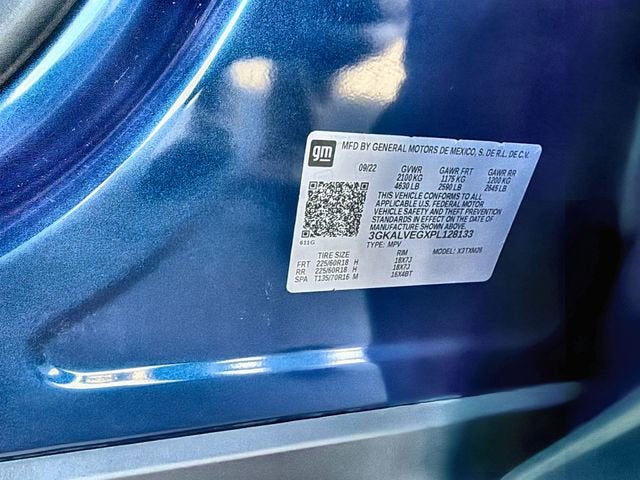 gm
MFD BY GENERAL MOTORS DE MEXICO, S. DE R.L. DE C.V.
09/22 GVWR GAWR FRT GAWR RR
2100 KG 1175 KG 1200 KG
4630 LB 2590 LB 2645 LB
THIS VEHICLE CONFORMS TO ALL
APPLICABLE U.S. FEDERAL MOTOR
VEHICLE SAFETY AND THEFT PREVENTION
STANDARDS IN EFFECT ON THE DATE OF
MANUFACTURE SHOWN ABOVE.
3GKALVEGXPL128133
611G
TYPE: MPV MODEL: X3TXM26
TIRE SIZE RIM
FRT 225/60R18 H 18X7J
RR 225/60R18 H 18X7J
SPA T135/70R16 M 16X4BT